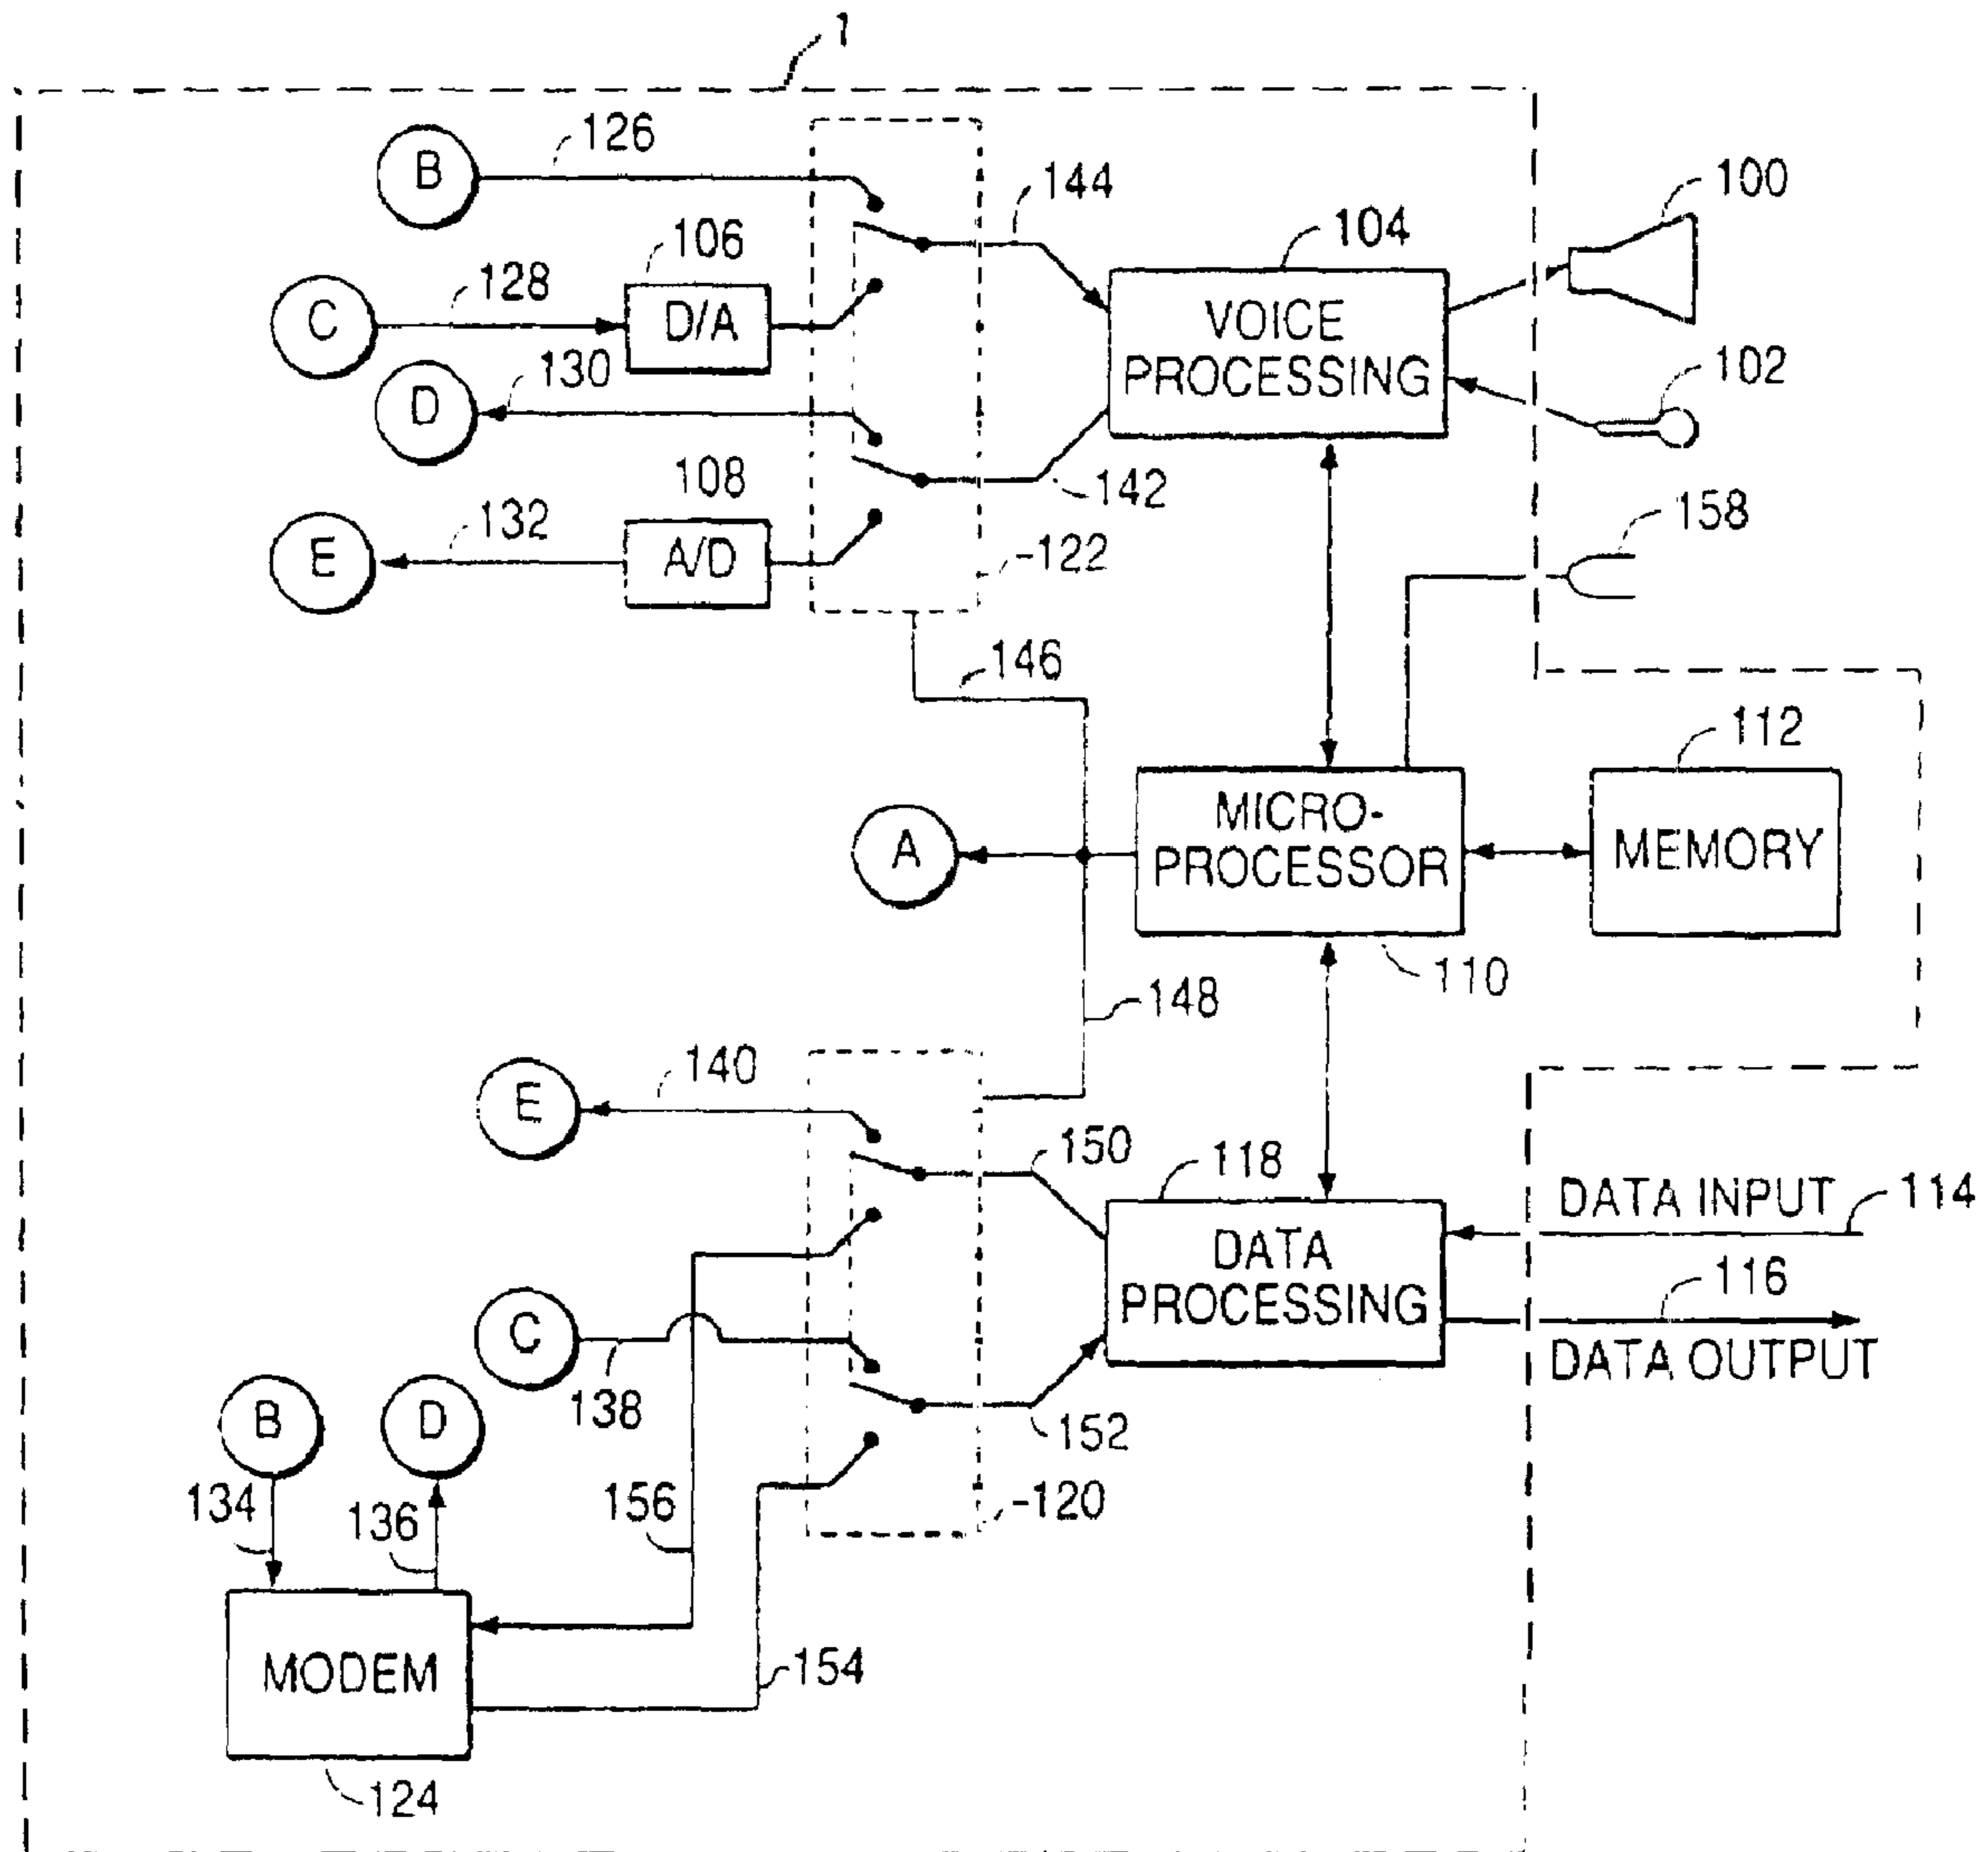 1
B
126
144
100
106
104
C
128
D/A
VOICE
PROCESSING
D
130
102
108
142
E
132
A/D
-122
158
146
112
A
MICRO-
PROCESSOR
MEMORY
110
148
E
140
150
118
DATA INPUT
114
DATA
PROCESSING
C
116
138
DATA OUTPUT
B
D
152
134
136
156
-120
MODEM
154
124